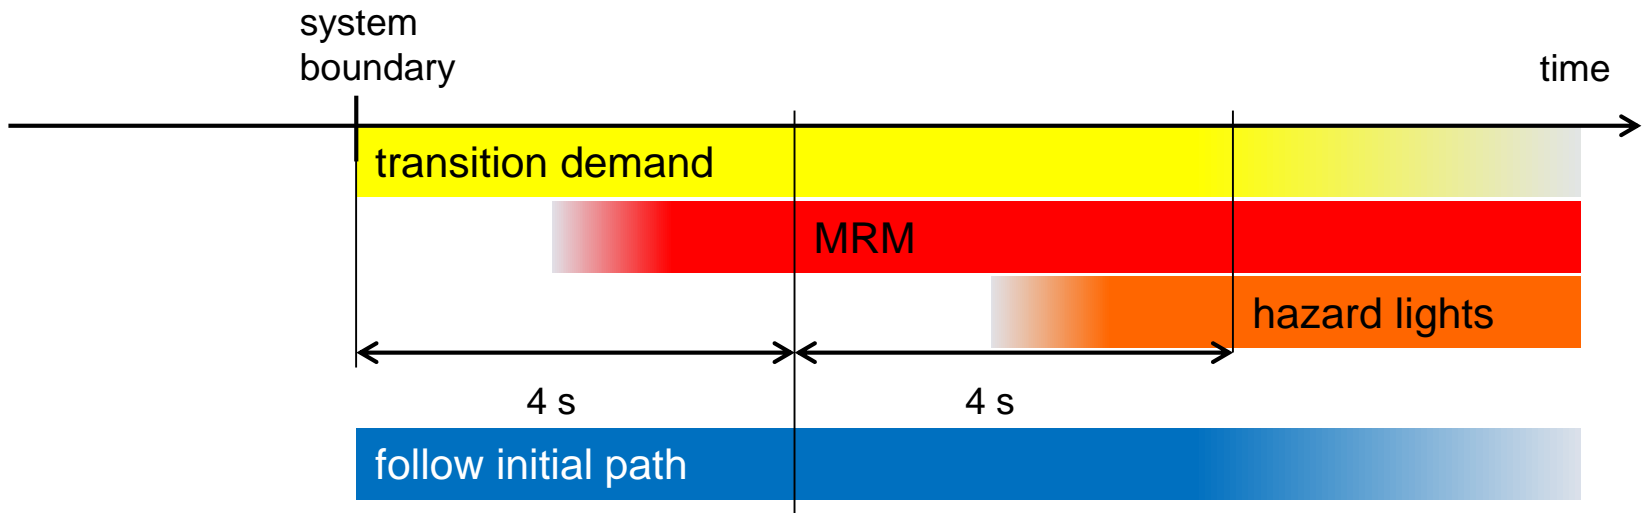 system
boundary
time
transition demand
MRM
hazard lights
4 s
4 s
follow initial path